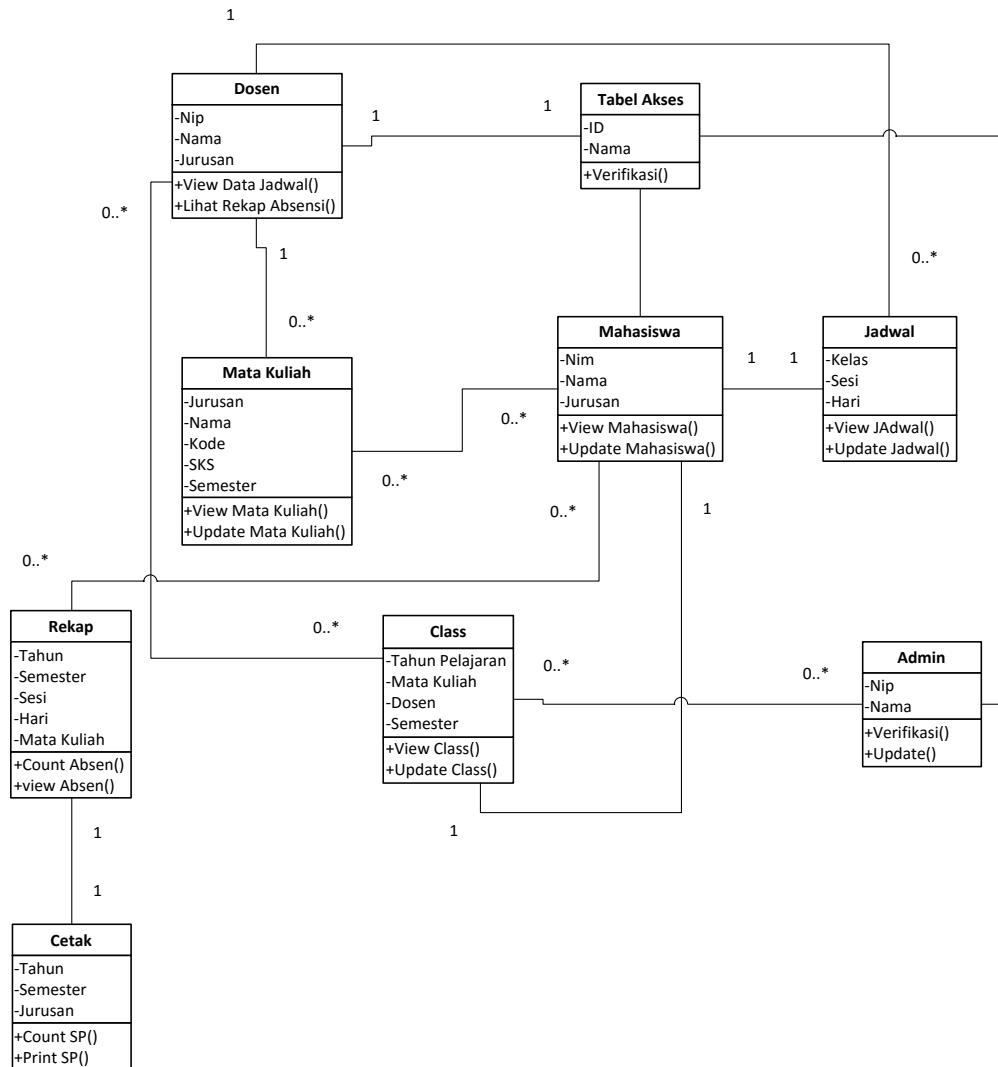 1
Dosen
-Nip
-Nama
-Jurusan
+View Data Jadwal()
+Lihat Rekap Absensi()
1
1
Tabel Akses
-ID
-Nama
+Verifikasi()
0..*
1
0..*
0..*
Mata Kuliah
-Jurusan
-Nama
-Kode
-SKS
-Semester
+View Mata Kuliah()
+Update Mata Kuliah()
0..*
0..*
Mahasiswa
-Nim
-Nama
-Jurusan
+View Mahasiswa()
+Update Mahasiswa()
1
1
Jadwal
-Kelas
-Sesi
-Hari
+View JAdwal()
+Update Jadwal()
0..*
1
0..*
Rekap
-Tahun
-Semester
-Sesi
-Hari
-Mata Kuliah
+Count Absen()
+view Absen()
0..*
Class
-Tahun Pelajaran
-Mata Kuliah
-Dosen
-Semester
+View Class()
+Update Class()
0..*
0..*
Admin
-Nip
-Nama
+Verifikasi()
+Update()
1
1
1
Cetak
-Tahun
-Semester
-Jurusan
+Count SP()
+Print SP()